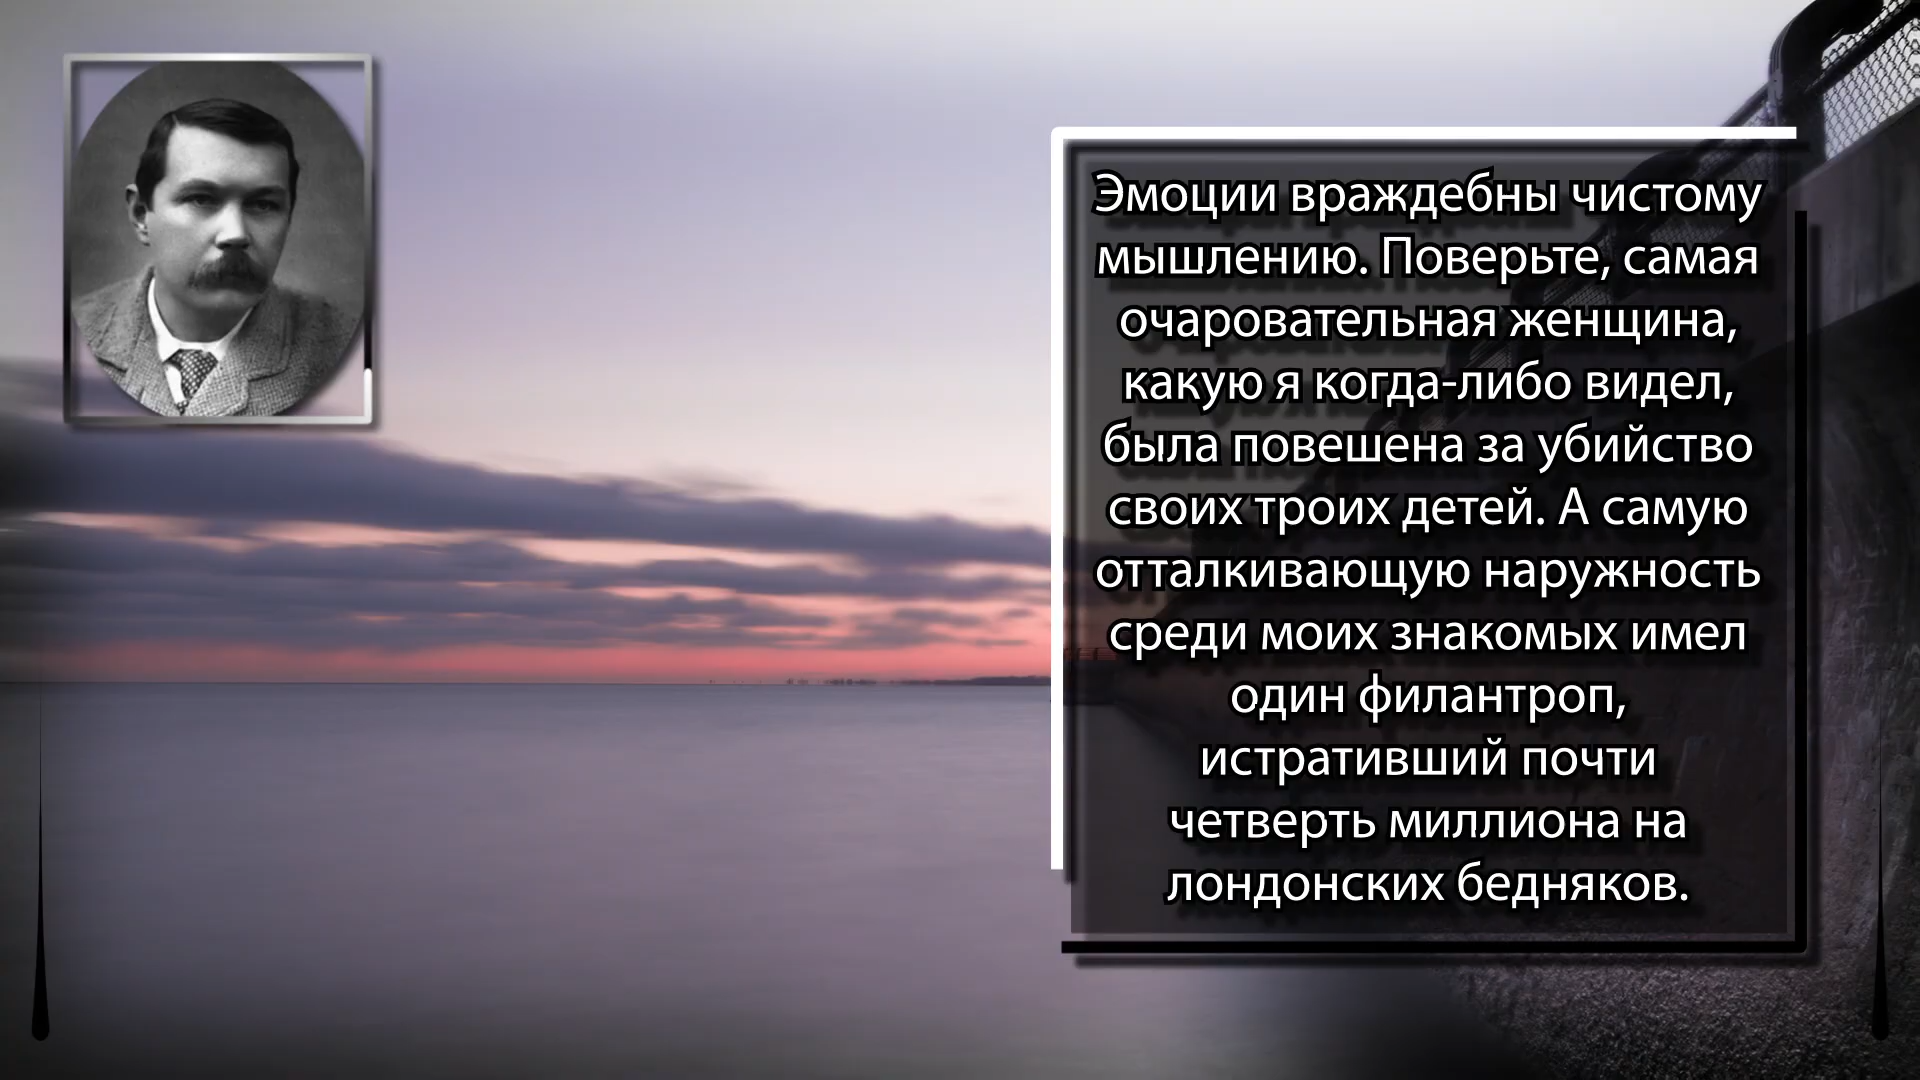 Эмоции враждебны чистому
мышлению. Поверьте, самая
очаровательная женщина,
какую я когда-либо видел,
была повешена за убийство
своих троих детей. А самую
отталкивающую наружность
среди моих знакомых имел
один филантроп,
истративший почти
четверть миллиона на
лондонских бедняков.